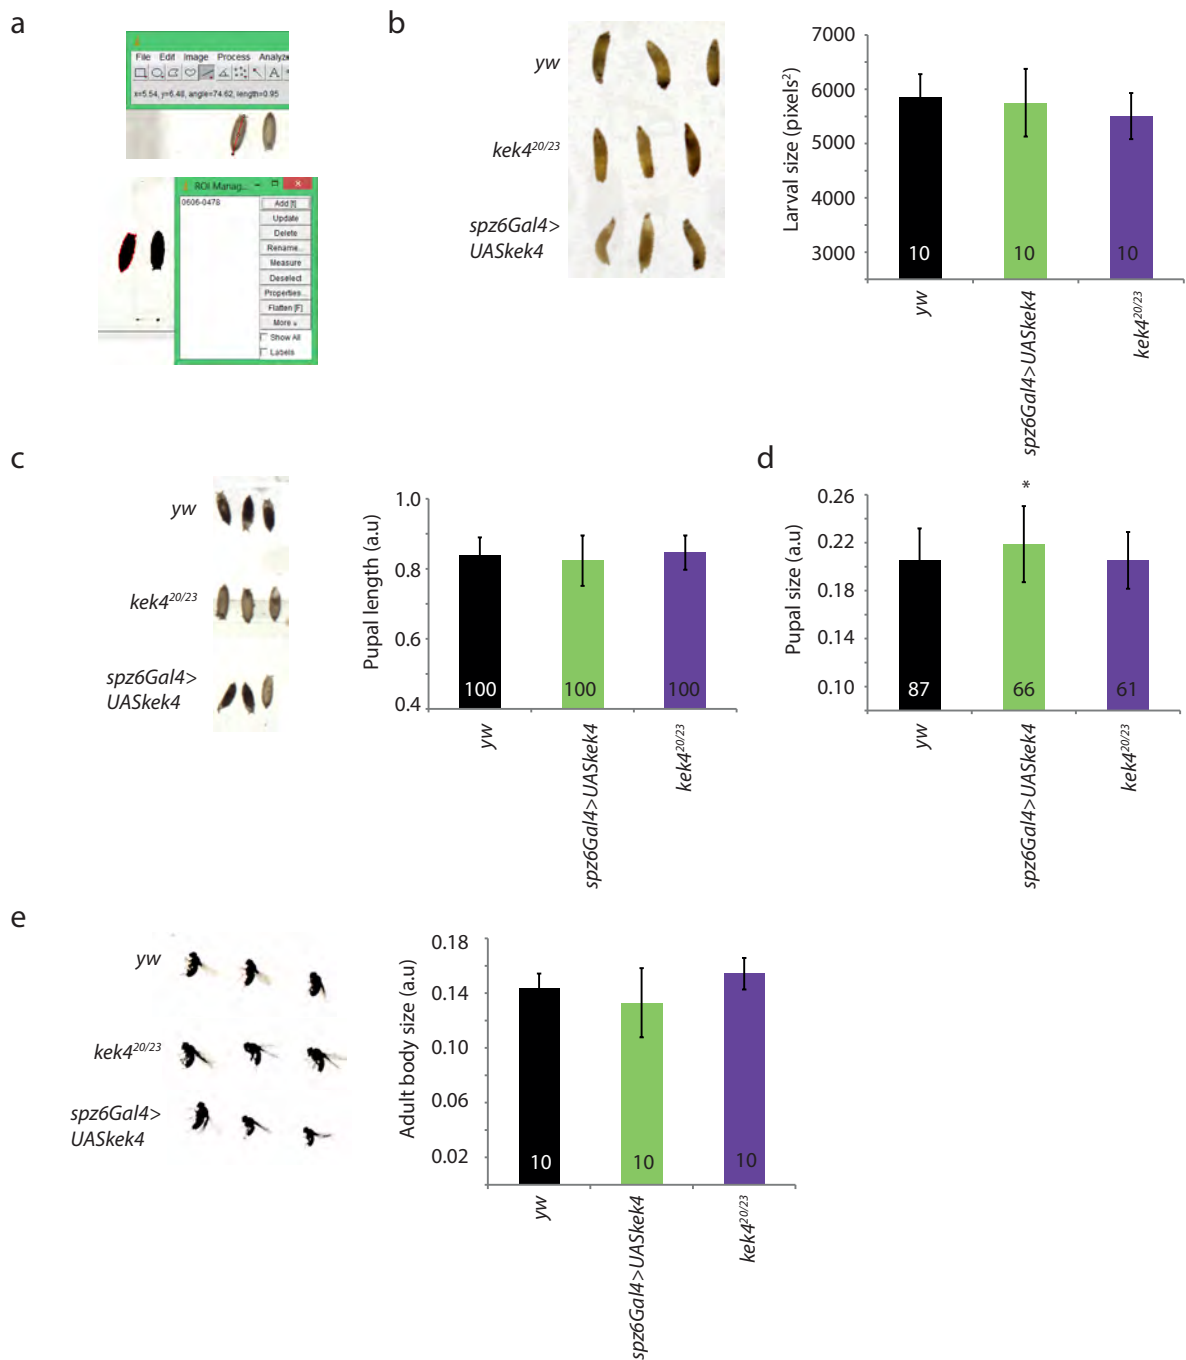 a
File Edit Image Process Analyze
A
x=5.54, y=6.48, angle=74.62, length=0.95
ROI Manag...
0606-0478
Add [t]
Update
Delete
Rename...
Measure
Deselect
Properties...
Flatten [F]
More »
Show All
Labels
b
yw
kek4^20/23
spz6Gal4>
UASkek4
Larval size (pixels²)
7000
6000
5000
4000
3000
10
10
10
yw
spz6Gal4>UASkek4
kek4^20/23
c
yw
kek4^20/23
spz6Gal4>
UASkek4
Pupal length (a.u)
1.0
0.8
0.6
0.4
100
100
100
yw
spz6Gal4>UASkek4
kek4^20/23
d
*
Pupal size (a.u)
0.26
0.22
0.18
0.14
0.10
87
66
61
yw
spz6Gal4>UASkek4
kek4^20/23
e
yw
kek4^20/23
spz6Gal4>
UASkek4
Adult body size (a.u)
0.18
0.14
0.10
0.06
0.02
10
10
10
yw
spz6Gal4>UASkek4
kek4^20/23